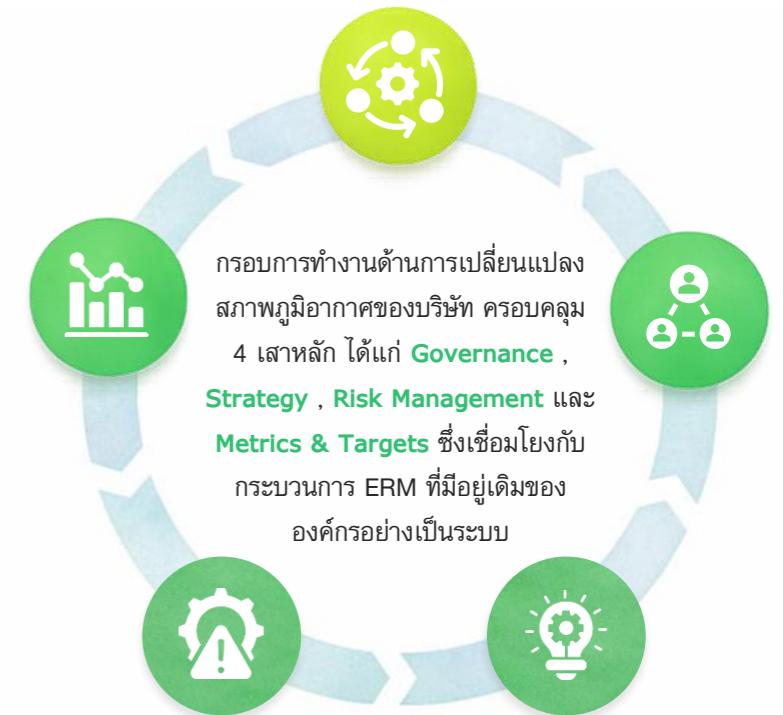 กรอบการทำงานด้านการเปลี่ยนแปลง
สภาพภูมิอากาศของบริษัท ครอบคลุม
4 เสาหลัก ได้แก่ Governance ,
Strategy , Risk Management และ
Metrics & Targets ซึ่งเชื่อมโยงกับ
กระบวนการ ERM ที่มีอยู่เดิมของ
องค์กรอย่างเป็นระบบ